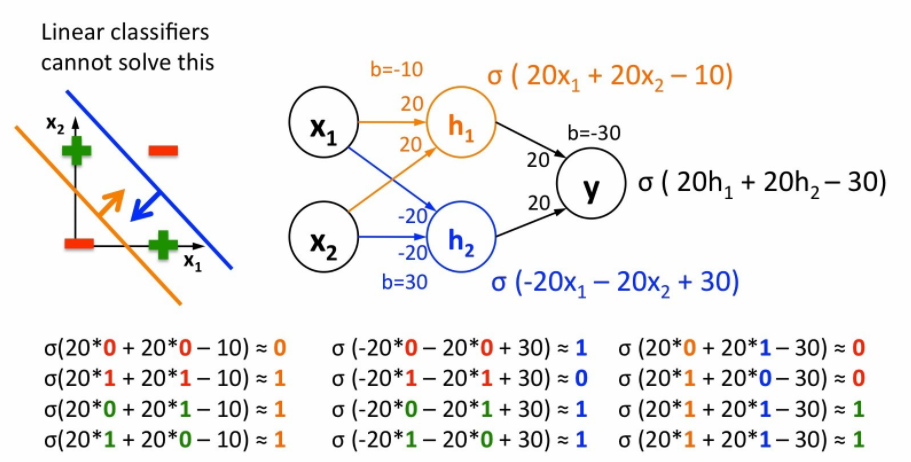 Linear classifiers
cannot solve this
x₂
x₁
b=-10
σ ( 20x₁ + 20x₂ – 10)
20
20
x₁
h₁
b=-30
20
y
σ ( 20h₁ + 20h₂ – 30)
20
x₂
-20
-20
h₂
b=30
σ (-20x₁ – 20x₂ + 30)
σ(20*0 + 20*0 – 10) ≈ 0 σ (-20*0 – 20*0 + 30) ≈ 1 σ (20*0 + 20*1 – 30) ≈ 0
σ(20*1 + 20*1 – 10) ≈ 1 σ (-20*1 – 20*1 + 30) ≈ 0 σ (20*1 + 20*0 – 30) ≈ 0
σ(20*0 + 20*1 – 10) ≈ 1 σ (-20*0 – 20*1 + 30) ≈ 1 σ (20*1 + 20*1 – 30) ≈ 1
σ(20*1 + 20*0 – 10) ≈ 1 σ (-20*1 – 20*0 + 30) ≈ 1 σ (20*1 + 20*1 – 30) ≈ 1